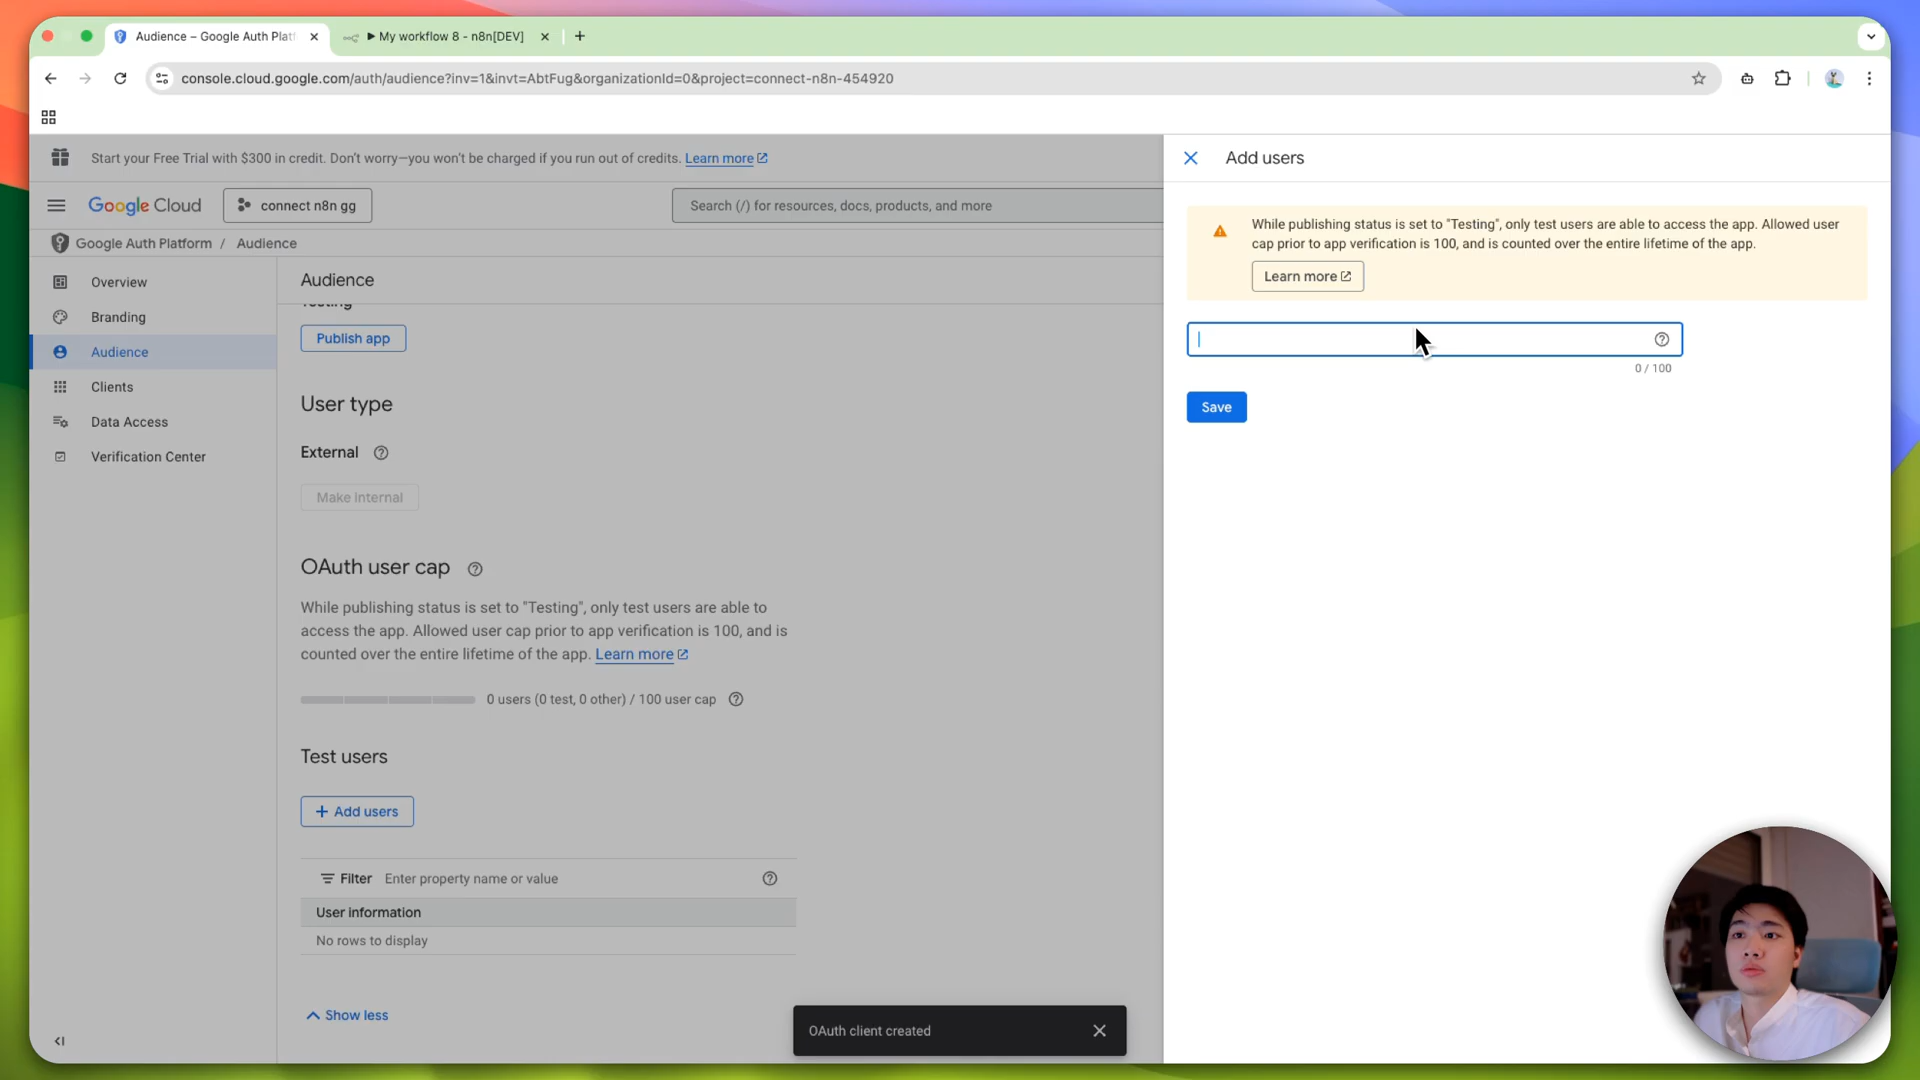 Audience – Google Auth Platf
▶ My workflow 8 - n8n[DEV]
console.cloud.google.com/auth/audience?inv=1&invt=AbtFug&organizationId=0&project=connect-n8n-454920
Start your Free Trial with $300 in credit. Don't worry—you won't be charged if you run out of credits. Learn more
Google Cloud
connect n8n gg
Search (/) for resources, docs, products, and more
Google Auth Platform / Audience
Overview
Branding
Audience
Clients
Data Access
Verification Center
Audience
Testing
Publish app
User type
External
Make internal
OAuth user cap
While publishing status is set to "Testing", only test users are able to
access the app. Allowed user cap prior to app verification is 100, and is
counted over the entire lifetime of the app. Learn more
0 users (0 test, 0 other) / 100 user cap
Test users
+ Add users
Filter Enter property name or value
User information
No rows to display
Show less
OAuth client created
Add users
While publishing status is set to "Testing", only test users are able to access the app. Allowed user
cap prior to app verification is 100, and is counted over the entire lifetime of the app.
Learn more
0 / 100
Save